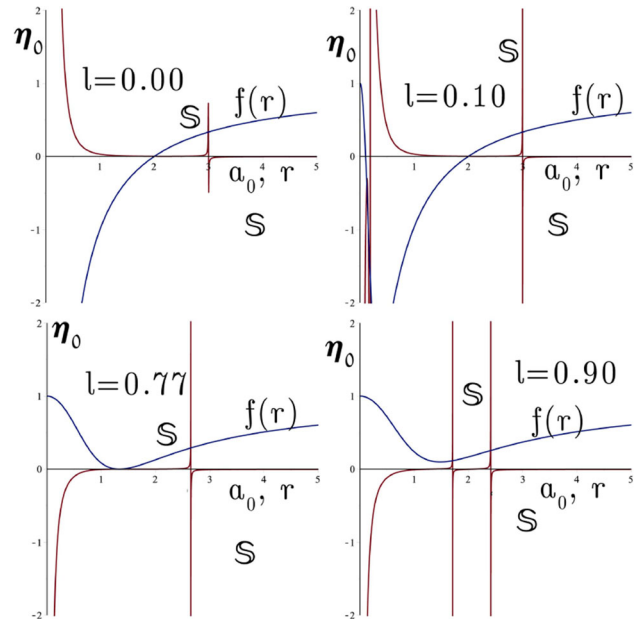 2
η₀
1
l=0.00
𝕊
f(r)
0
1
2
3
4
5
a₀, r
-1
𝕊
-2
2
η₀
𝕊
1
l=0.10
f(r)
0
1
2
3
4
5
a₀, r
-1
𝕊
-2
2
η₀
l=0.77
1
𝕊
f(r)
0
1
2
3
4
5
a₀, r
-1
𝕊
-2
2
η₀
l=0.90
1
𝕊
f(r)
0
1
2
3
4
5
a₀, r
𝕊
-1
-2